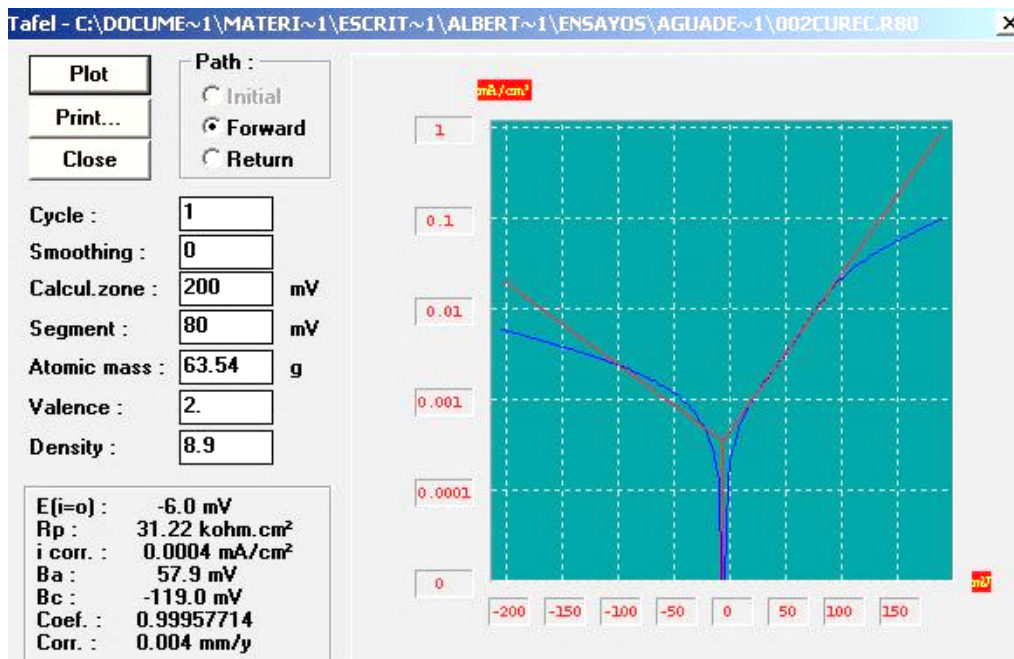 Tafel - C:\DOCUME~1\MATERI~1\ESCRIT~1\ALBERT~1\ENSAYOS\AGUADE~1\002CUREC.R80
Plot
Print...
Close
Path :
Initial
Forward
Return
Cycle : 1
Smoothing : 0
Calcul.zone : 200 mV
Segment : 80 mV
Atomic mass : 63.54 g
Valence : 2.
Density : 8.9
E(i=o) : -6.0 mV
Rp : 31.22 kohm.cm²
i corr. : 0.0004 mA/cm²
Ba : 57.9 mV
Bc : -119.0 mV
Coef. : 0.99957714
Corr. : 0.004 mm/y
mA/cm²
1
0.1
0.01
0.001
0.0001
0
-200 -150 -100 -50 0 50 100 150
mV